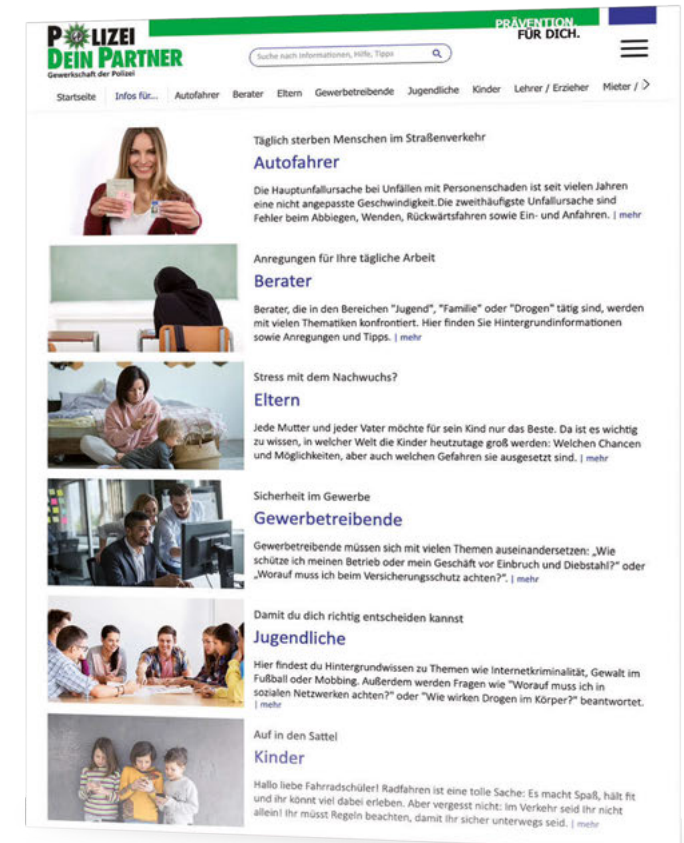 PRÄVENTION.
FÜR DICH.
POLIZEI
DEIN PARTNER
Gewerkschaft der Polizei
Suche nach Informationen, Hilfe, Tipps
Startseite Infos für... Autofahrer Berater Eltern Gewerbetreibende Jugendliche Kinder Lehrer / Erzieher Mieter /
Täglich sterben Menschen im Straßenverkehr
Autofahrer
Die Hauptunfallursache bei Unfällen mit Personenschaden ist seit vielen Jahren
eine nicht angepasste Geschwindigkeit.Die zweithäufigste Unfallursache sind
Fehler beim Abbiegen, Wenden, Rückwärtsfahren sowie Ein- und Anfahren. | mehr
Anregungen für Ihre tägliche Arbeit
Berater
Berater, die in den Bereichen "Jugend", "Familie" oder "Drogen" tätig sind, werden
mit vielen Thematiken konfrontiert. Hier finden Sie Hintergrundinformationen
sowie Anregungen und Tipps. | mehr
Stress mit dem Nachwuchs?
Eltern
Jede Mutter und jeder Vater möchte für sein Kind nur das Beste. Da ist es wichtig
zu wissen, in welcher Welt die Kinder heutzutage groß werden: Welchen Chancen
und Möglichkeiten, aber auch welchen Gefahren sie ausgesetzt sind. | mehr
Sicherheit im Gewerbe
Gewerbetreibende
Gewerbetreibende müssen sich mit vielen Themen auseinandersetzen: „Wie
schütze ich meinen Betrieb oder mein Geschäft vor Einbruch und Diebstahl?" oder
„Worauf muss ich beim Versicherungsschutz achten?". | mehr
Damit du dich richtig entscheiden kannst
Jugendliche
Hier findest du Hintergrundwissen zu Themen wie Internetkriminalität, Gewalt im
Fußball oder Mobbing. Außerdem werden Fragen wie "Worauf muss ich in
sozialen Netzwerken achten?" oder "Wie wirken Drogen im Körper?" beantwortet.
| mehr
Auf in den Sattel
Kinder
Hallo liebe Fahrradschüler! Radfahren ist eine tolle Sache: Es macht Spaß, hält fit
und ihr könnt viel dabei erleben. Aber vergesst nicht: Im Verkehr seid Ihr nicht
allein! Ihr müsst Regeln beachten, damit Ihr sicher unterwegs seid. | mehr